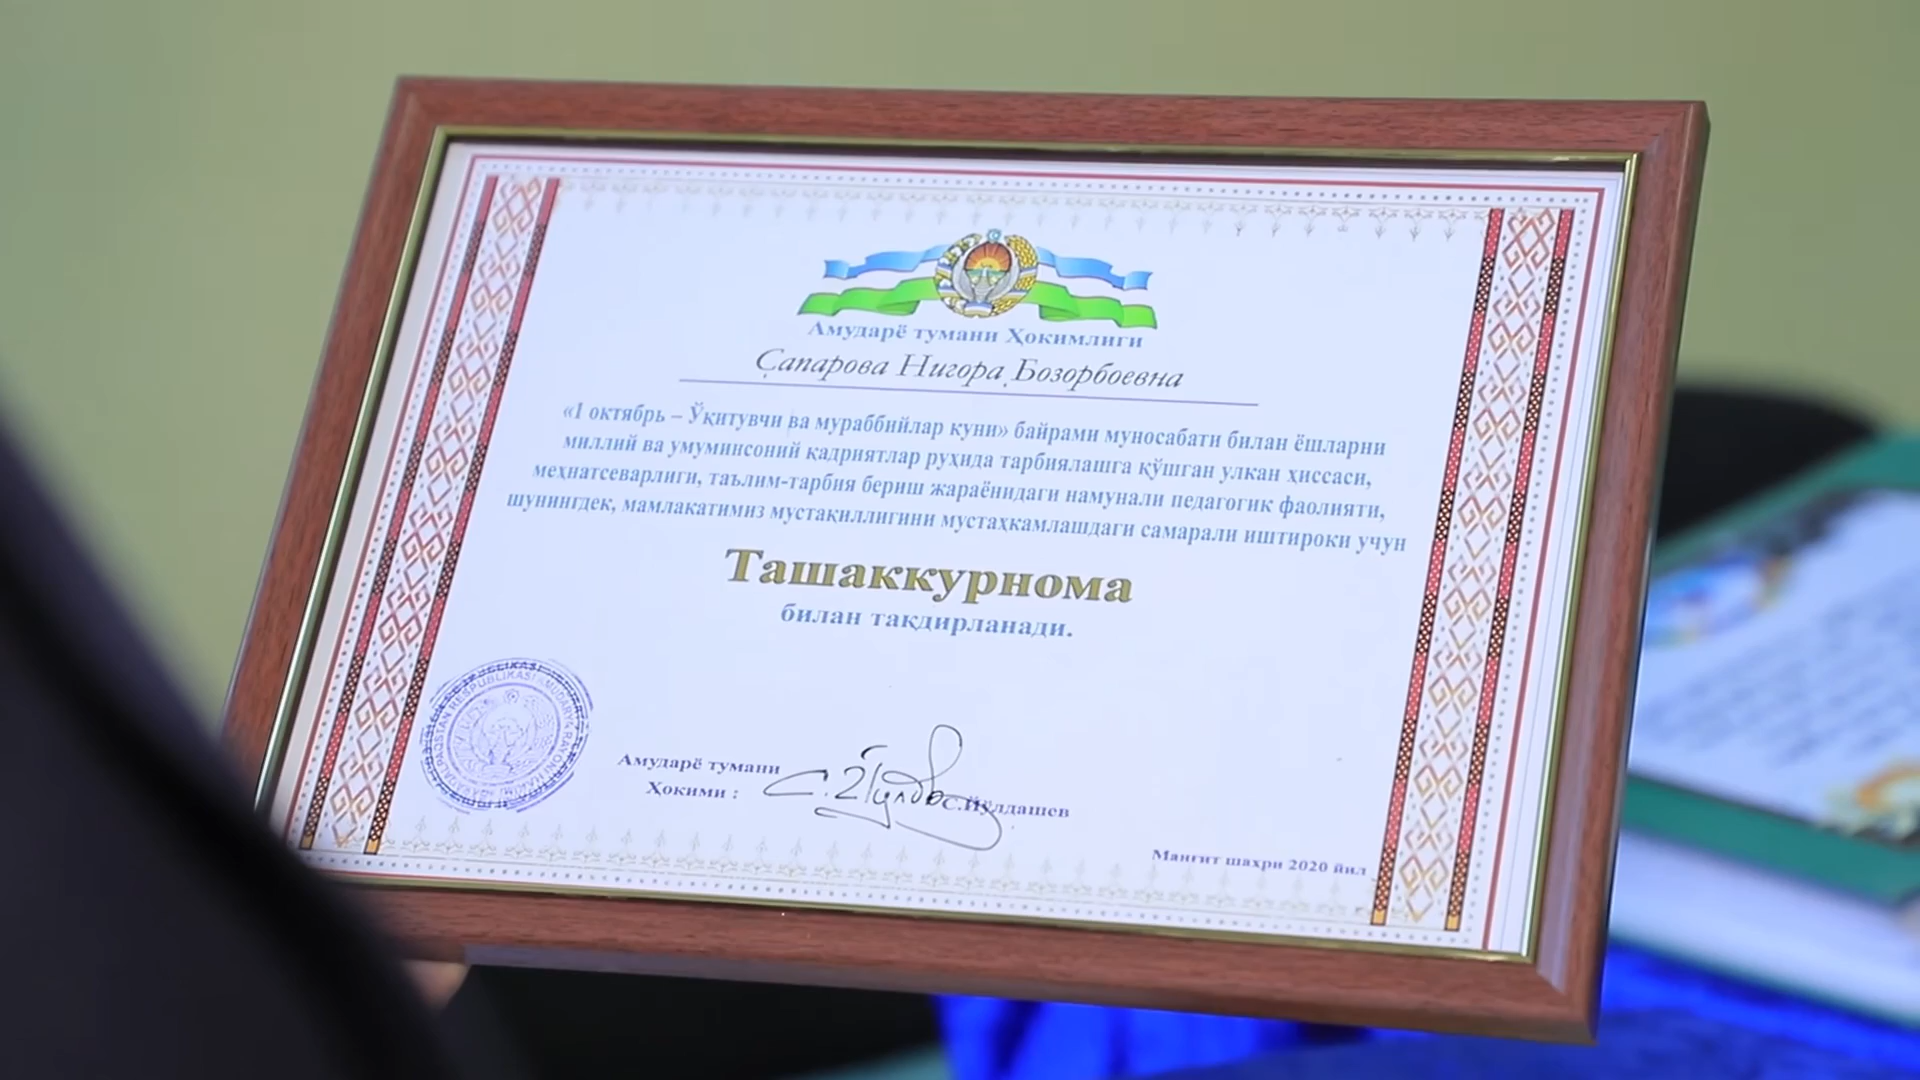 Амударё тумани Ҳокимлиги
Сапарова Нигора Бозорбоевна
«1 октябрь – Ўқитувчи ва мураббийлар куни» байрами муносабати билан ёшларни
миллий ва умуминсоний қадриятлар руҳида тарбиялашга қўшган улкан ҳиссаси,
меҳнатсеварлиги, таълим-тарбия бериш жараёнидаги намунали педагогик фаолияти,
шунингдек, мамлакатимиз мустақиллигини мустаҳкамлашдаги самарали иштироки учун
Ташаккурнома
билан тақдирланади.
Амударё тумани
Ҳокими :
С.Йўлдашев
Манғит шаҳри 2020 йил